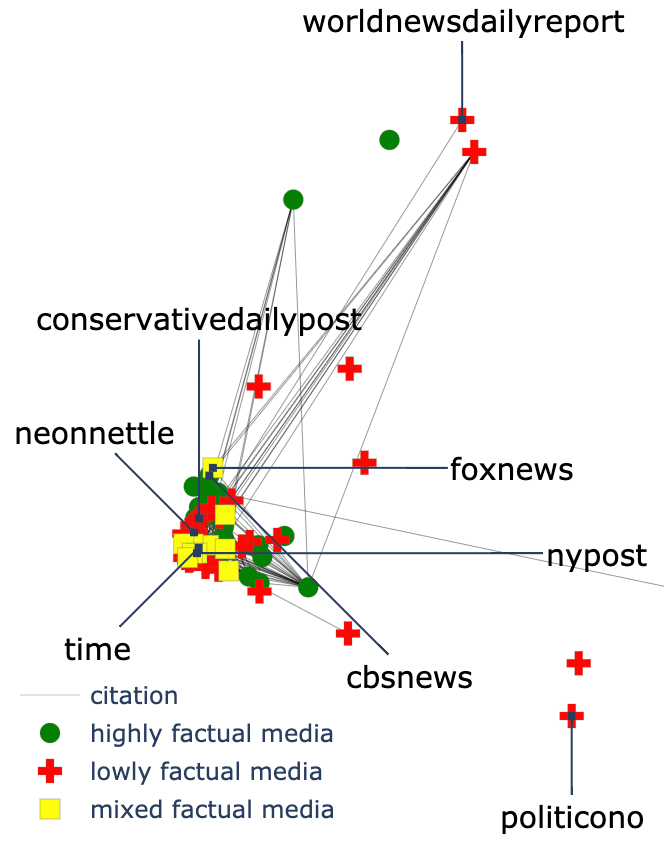 worldnewsdailyreport
conservativedailypost
neonnettle
foxnews
nypost
time
cbsnews
citation
highly factual media
lowly factual media
mixed factual media
politicono